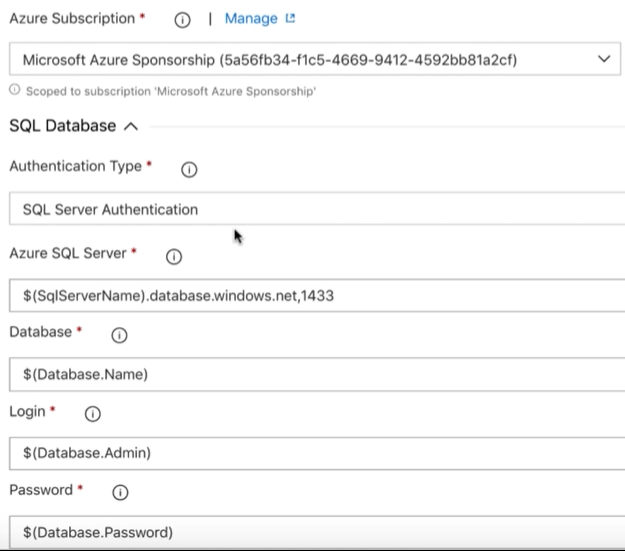 Azure Subscription * | Manage
Microsoft Azure Sponsorship (5a56fb34-f1c5-4669-9412-4592bb81a2cf)
Scoped to subscription 'Microsoft Azure Sponsorship'
SQL Database
Authentication Type *
SQL Server Authentication
Azure SQL Server *
$(SqlServerName).database.windows.net,1433
Database *
$(Database.Name)
Login *
$(Database.Admin)
Password *
$(Database.Password)